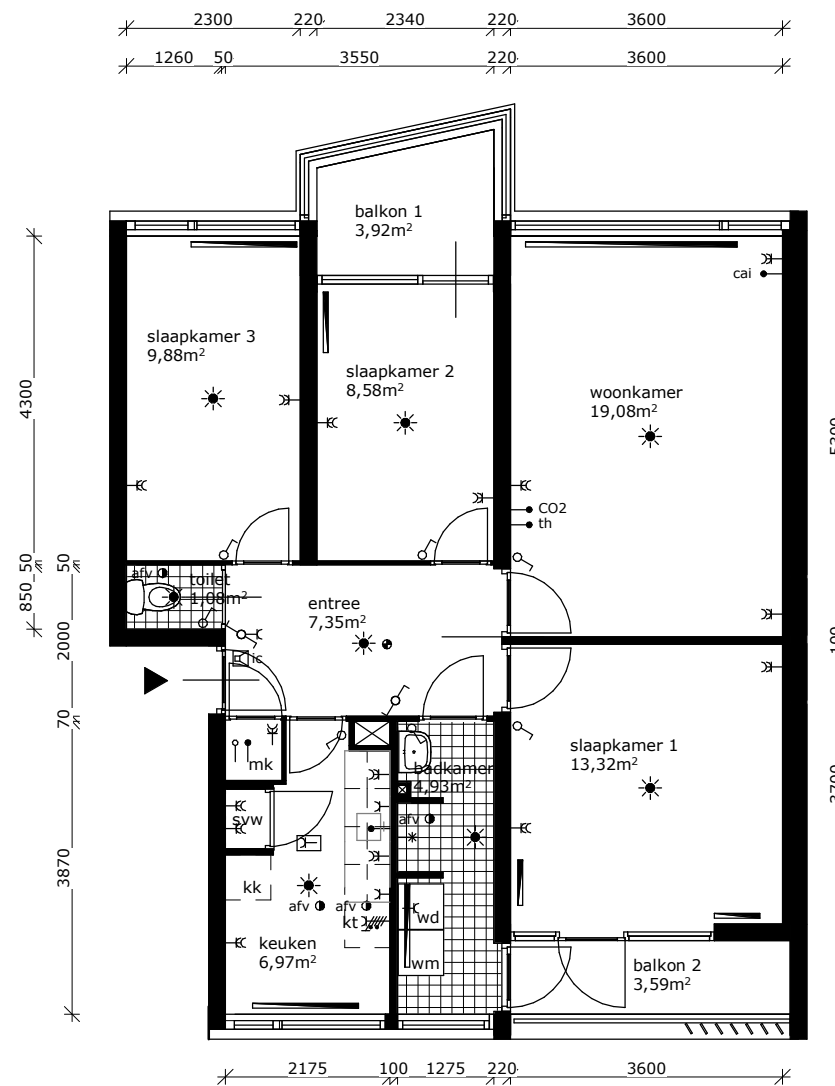 2300 220 2340 220 3600
1260 50 3550 220 3600
balkon 1
3,92m²
cai
slaapkamer 3
9,88m²
slaapkamer 2
8,58m²
woonkamer
19,08m²
4300
5300
CO2
th
50
50
afv
toilet
1,08m²
850
entree
7,35m²
2000
100
ic
70
mk
badkamer
4,93m²
slaapkamer 1
13,32m²
3700
svw
afv
3870
kk
afv
afv
kt
wd
keuken
6,97m²
wm
balkon 2
3,59m²
2175 100 1275 220 3600